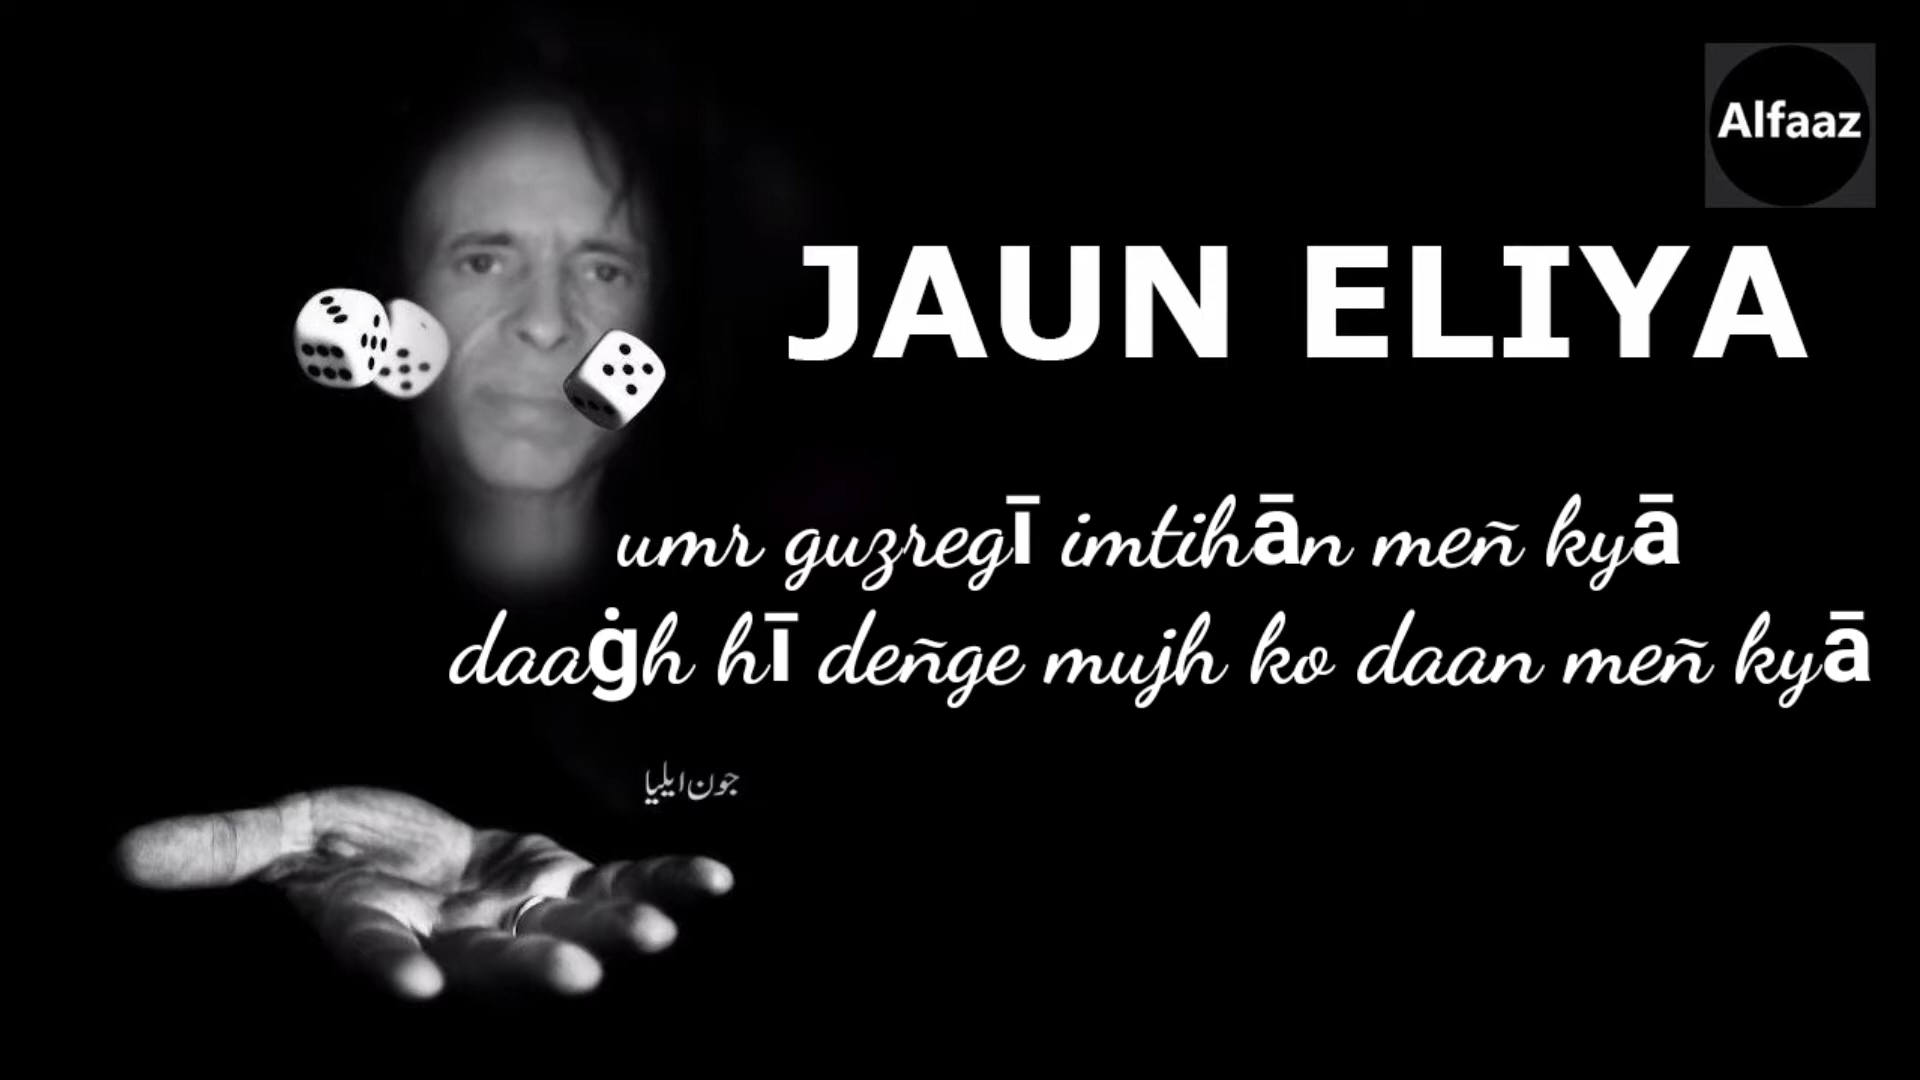 Alfaaz
JAUN ELIYA
umr guzregī imtihān meñ kyā
daaġh hī deñge mujh ko daan meñ kyā
جون ایلیا